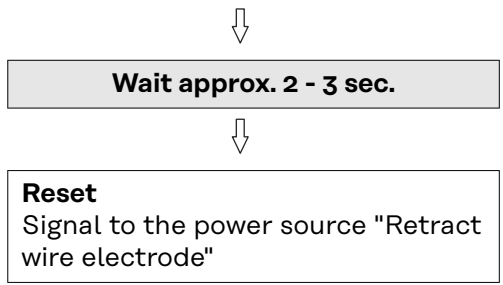 Wait approx. 2 - 3 sec.
Reset
Signal to the power source "Retract
wire electrode"